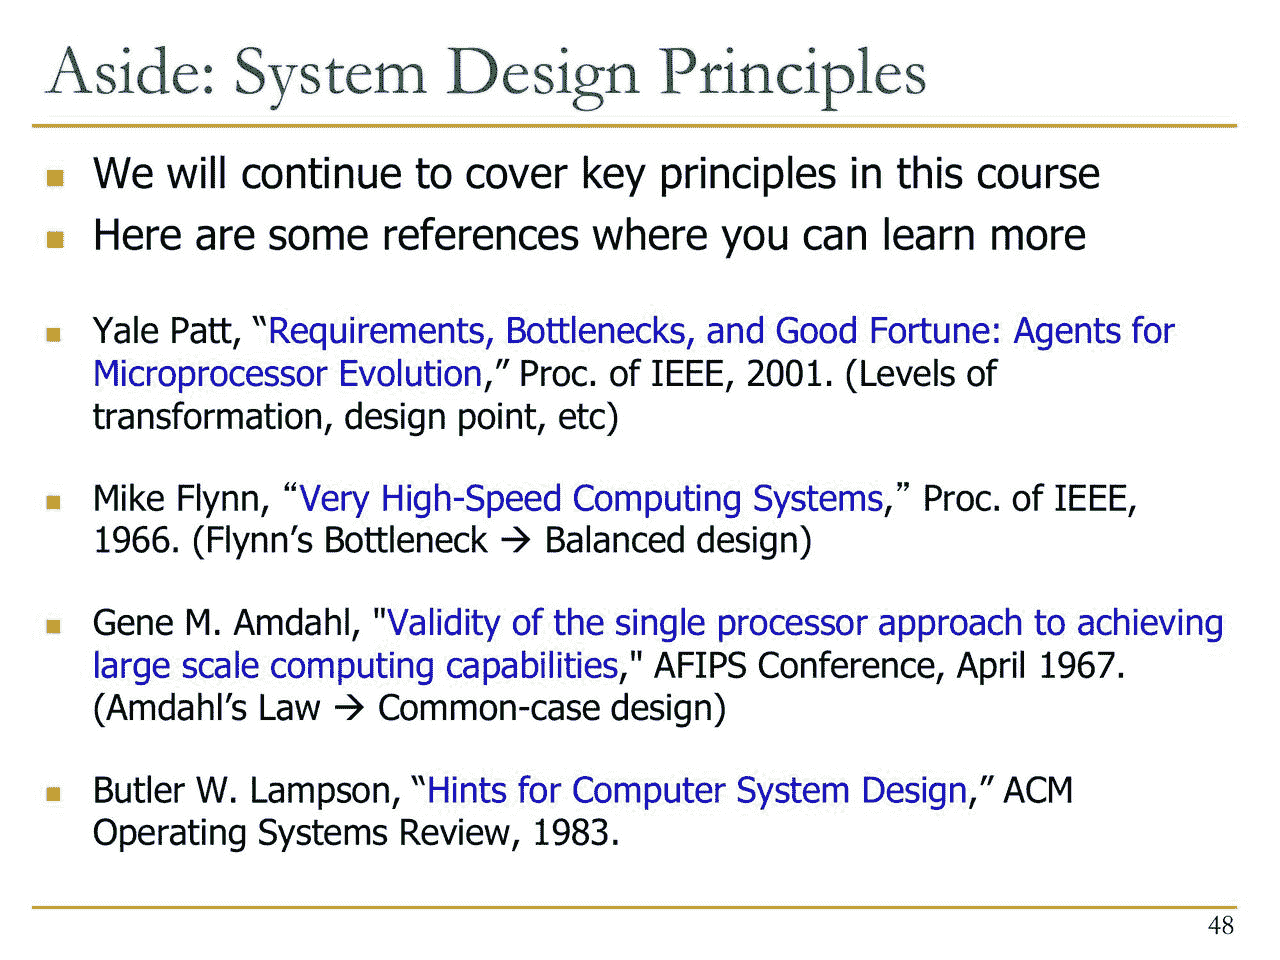 Aside: System Design Principles
We will continue to cover key principles in this course
Here are some references where you can learn more
Yale Patt, “Requirements, Bottlenecks, and Good Fortune: Agents for
Microprocessor Evolution,” Proc. of IEEE, 2001. (Levels of
transformation, design point, etc)
Mike Flynn, “Very High-Speed Computing Systems,” Proc. of IEEE,
1966. (Flynn’s Bottleneck → Balanced design)
Gene M. Amdahl, "Validity of the single processor approach to achieving
large scale computing capabilities," AFIPS Conference, April 1967.
(Amdahl’s Law → Common-case design)
Butler W. Lampson, “Hints for Computer System Design,” ACM
Operating Systems Review, 1983.
48